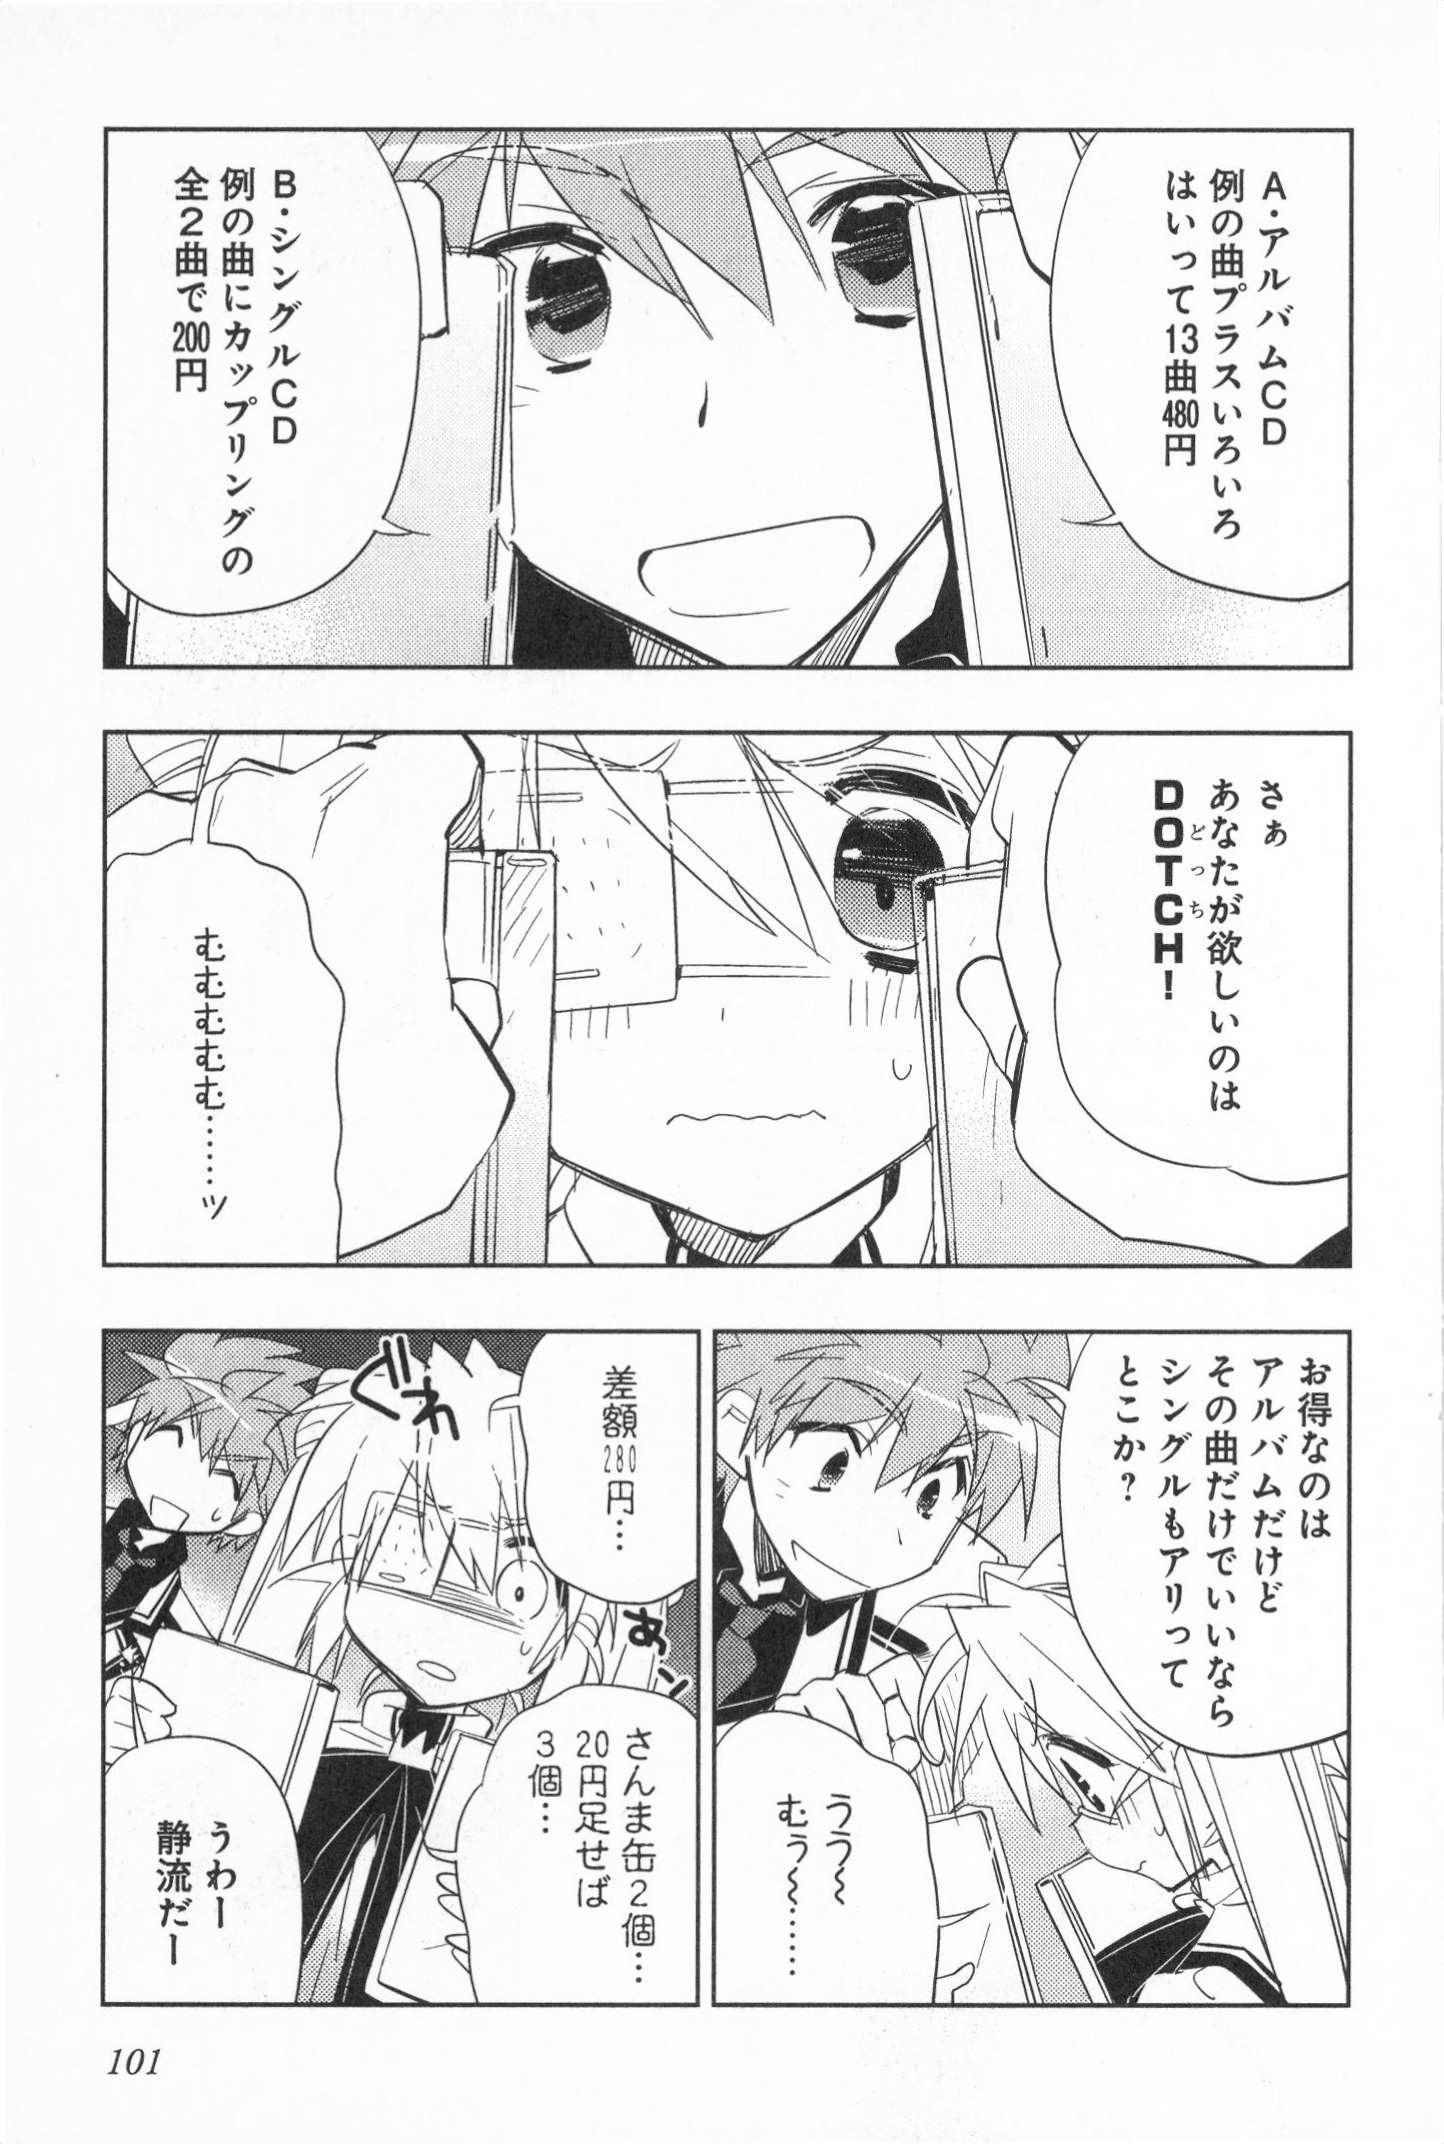 A・アルバムCD
例の曲プラスいろいろ
はいって13曲480円
B・シングルCD
例の曲にカップリングの
全2曲で200円
さぁ
あなたが欲しいのは
DOTCH!
どっち
むむむむむ………ッ
お得なのは
アルバムだけど
その曲だけでいいなら
シングルもアリって
とこか?
うう〜
むぅ〜………
差額280円…
ぐわ
あン
さんま缶2個…
20円足せば
3個…
うわー
静流だー
101